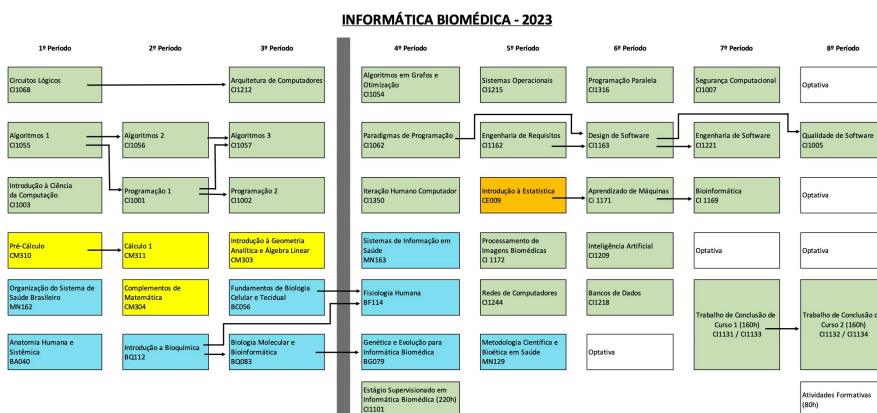 INFORMÁTICA BIOMÉDICA - 2023
1º Período
2º Período
3º Período
4º Período
5º Período
6º Período
7º Período
8º Período
Circuitos Lógicos
CI1068
Arquitetura de Computadores
CI1212
Algoritmos em Grafos e
Otimização
CI1054
Sistemas Operacionais
CI1215
Programação Paralela
CI1316
Segurança Computacional
CI1007
Optativa
Algoritmos 1
CI1055
Algoritmos 2
CI1056
Algoritmos 3
CI1057
Paradigmas de Programação
CI1062
Engenharia de Requisitos
CI1162
Design de Software
CI1163
Engenharia de Software
CI1221
Qualidade de Software
CI1005
Introdução à Ciência
da Computação
CI1003
Programação 1
CI1001
Programação 2
CI1002
Iteração Humano Computador
CI1350
Introdução à Estatística
CE009
Aprendizado de Máquinas
Ci 1171
Bioinformática
CI 1169
Optativa
Pré-Cálculo
CM310
Cálculo 1
CM311
Introdução à Geometria
Analítica e Álgebra Linear
CM303
Sistemas de Informação em
Saúde
MN163
Processamento de
Imagens Biomédicas
CI 1172
Inteligência Artificial
CI1209
Optativa
Optativa
Organização do Sistema de
Saúde Brasileiro
MN162
Complementos de
Matemática
CM304
Fundamentos de Biologia
Celular e Tecidual
BC056
Fisiologia Humana
BF114
Redes de Computadores
CI1244
Bancos de Dados
CI1218
Trabalho de Conclusão de
Curso 1 (160h)
CI1131 / CI1133
Trabalho de Conclusão de
Curso 2 (160h)
CI1132 / CI1134
Anatomia Humana e
Sistêmica
BA040
Introdução a Bioquímica
BQ112
Biologia Molecular e
Bioinformática
BQ083
Genética e Evolução para
Informática Biomédica
BG079
Metodologia Científica e
Bioética em Saúde
MN129
Optativa
Estágio Supervisionado em
Informática Biomédica (220h)
CI1101
Atividades Formativas
(80h)